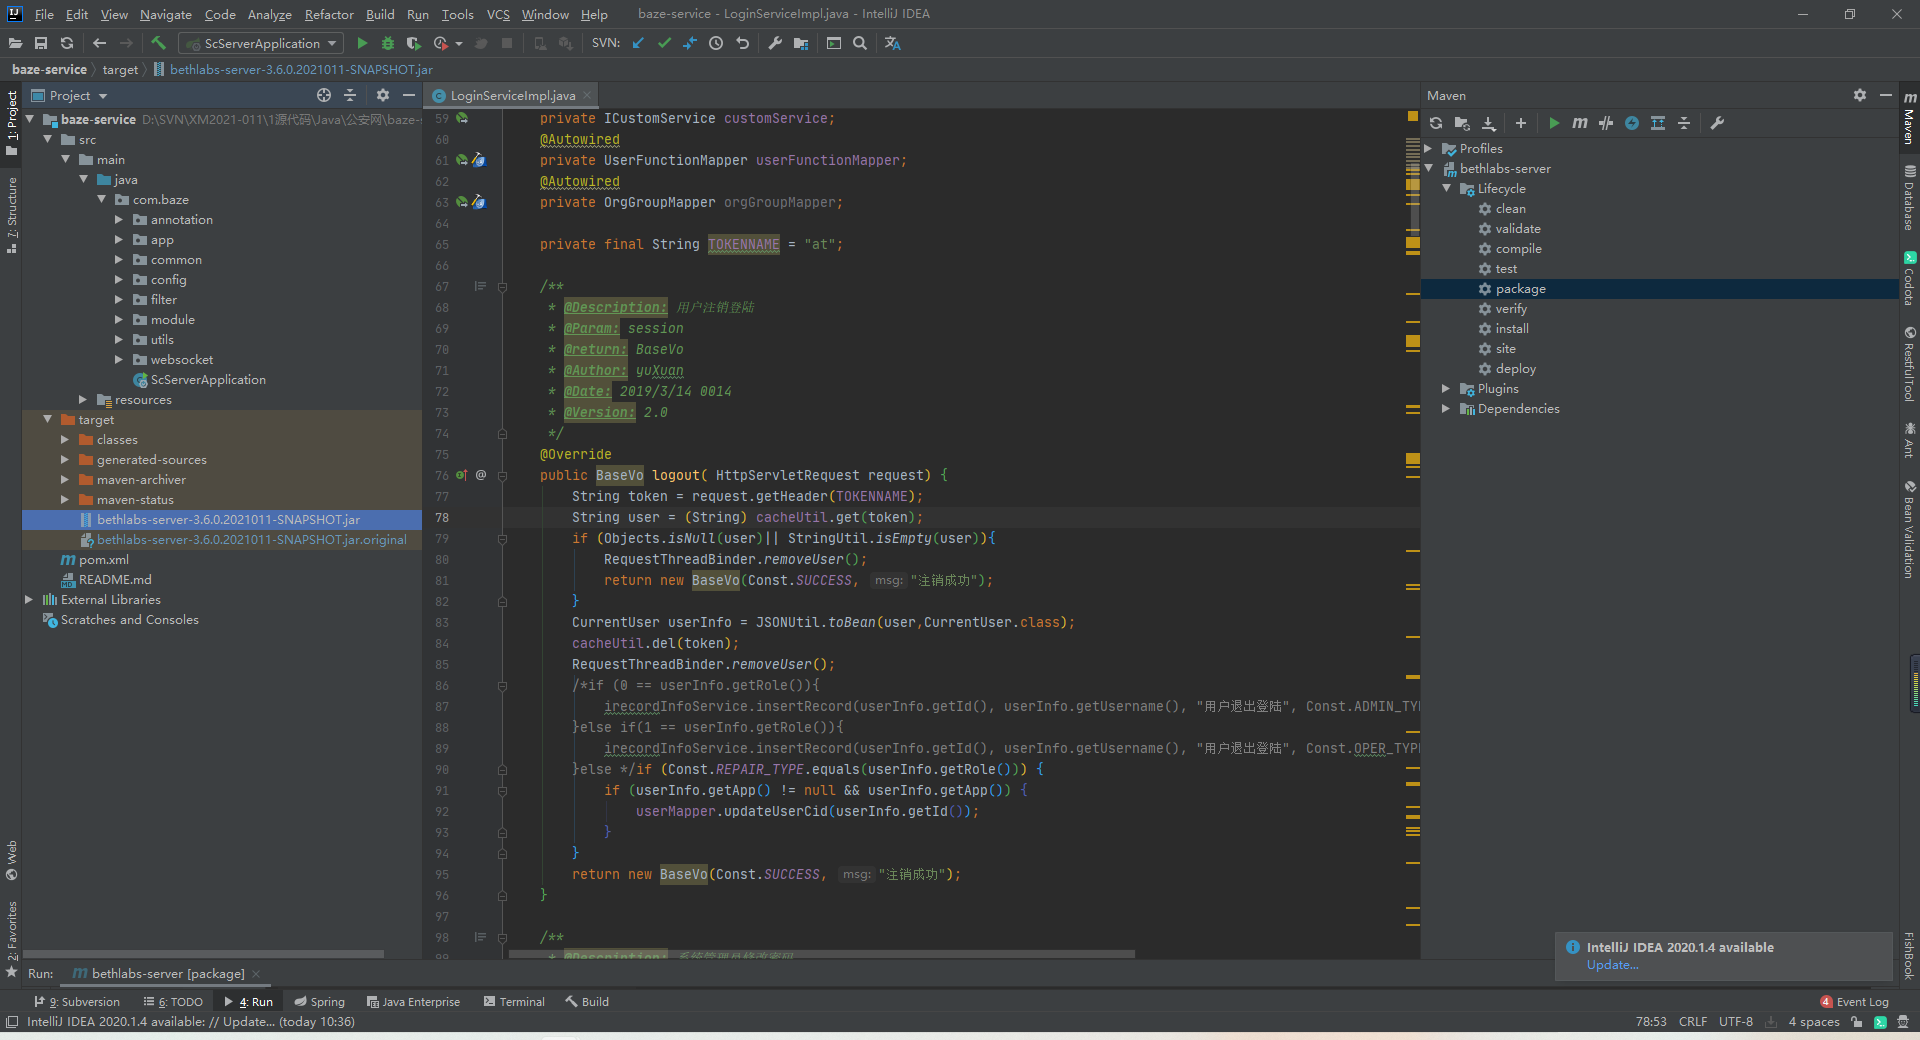 File Edit View Navigate Code Analyze Refactor Build Run Tools VCS Window Help baze-service - LoginServiceImpl.java - IntelliJ IDEA
ScServerApplication SVN:
baze-service target bethlabs-server-3.6.0.2021011-SNAPSHOT.jar
Project
baze-service D:\SVN\XM2021-011\1源代码\Java\公安网\baze-s
src
main
java
com.baze
annotation
app
common
config
filter
module
utils
websocket
ScServerApplication
resources
target
classes
generated-sources
maven-archiver
maven-status
bethlabs-server-3.6.0.2021011-SNAPSHOT.jar
bethlabs-server-3.6.0.2021011-SNAPSHOT.jar.original
pom.xml
README.md
External Libraries
Scratches and Consoles
1: Project
7: Structure
Web
2: Favorites
LoginServiceImpl.java
59 private ICustomService customService;
60 @Autowired
61 private UserFunctionMapper userFunctionMapper;
62 @Autowired
63 private OrgGroupMapper orgGroupMapper;
64
65 private final String TOKENNAME = "at";
66
67 /**
68 * @Description: 用户注销登陆
69 * @Param: session
70 * @return: BaseVo
71 * @Author: yuXuan
72 * @Date: 2019/3/14 0014
73 * @Version: 2.0
74 */
75 @Override
76 public BaseVo logout( HttpServletRequest request) {
77 String token = request.getHeader(TOKENNAME);
78 String user = (String) cacheUtil.get(token);
79 if (Objects.isNull(user)|| StringUtil.isEmpty(user)){
80 RequestThreadBinder.removeUser();
81 return new BaseVo(Const.SUCCESS, msg: "注销成功");
82 }
83 CurrentUser userInfo = JSONUtil.toBean(user,CurrentUser.class);
84 cacheUtil.del(token);
85 RequestThreadBinder.removeUser();
86 /*if (0 == userInfo.getRole()){
87 irecordInfoService.insertRecord(userInfo.getId(), userInfo.getUsername(), "用户退出登陆", Const.ADMIN_TYP
88 }else if(1 == userInfo.getRole()){
89 irecordInfoService.insertRecord(userInfo.getId(), userInfo.getUsername(), "用户退出登陆", Const.OPER_TYPE
90 }else */if (Const.REPAIR_TYPE.equals(userInfo.getRole())) {
91 if (userInfo.getApp() != null && userInfo.getApp()) {
92 userMapper.updateUserCid(userInfo.getId());
93 }
94 }
95 return new BaseVo(Const.SUCCESS, msg: "注销成功");
96 }
97
98 /**
99 * @Description: 系统管理员修改密码
Maven
Profiles
bethlabs-server
Lifecycle
clean
validate
compile
test
package
verify
install
site
deploy
Plugins
Dependencies
Maven
Database
Codota
RestfulTool
Ant
Bean Validation
FishBook
IntelliJ IDEA 2020.1.4 available
Update...
Run: bethlabs-server [package]
9: Subversion 6: TODO 4: Run Spring Java Enterprise Terminal Build 4 Event Log
IntelliJ IDEA 2020.1.4 available: // Update... (today 10:36) 78:53 CRLF UTF-8 4 spaces